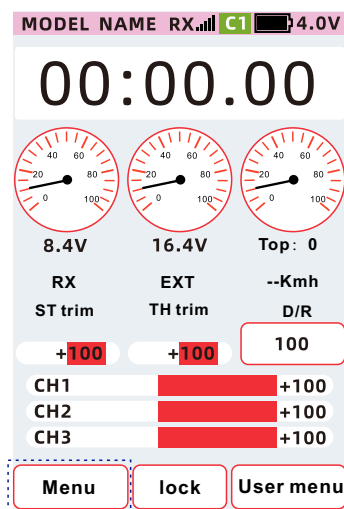 MODEL NAME RX C1 4.0V
00:00.00
40 60 40 60 40 60
20 80 20 80 20 80
0 100 0 100 0 100
8.4V 16.4V Top: 0
RX EXT --Kmh
ST trim TH trim D/R
+100 +100 100
CH1 +100
CH2 +100
CH3 +100
Menu lock User menu